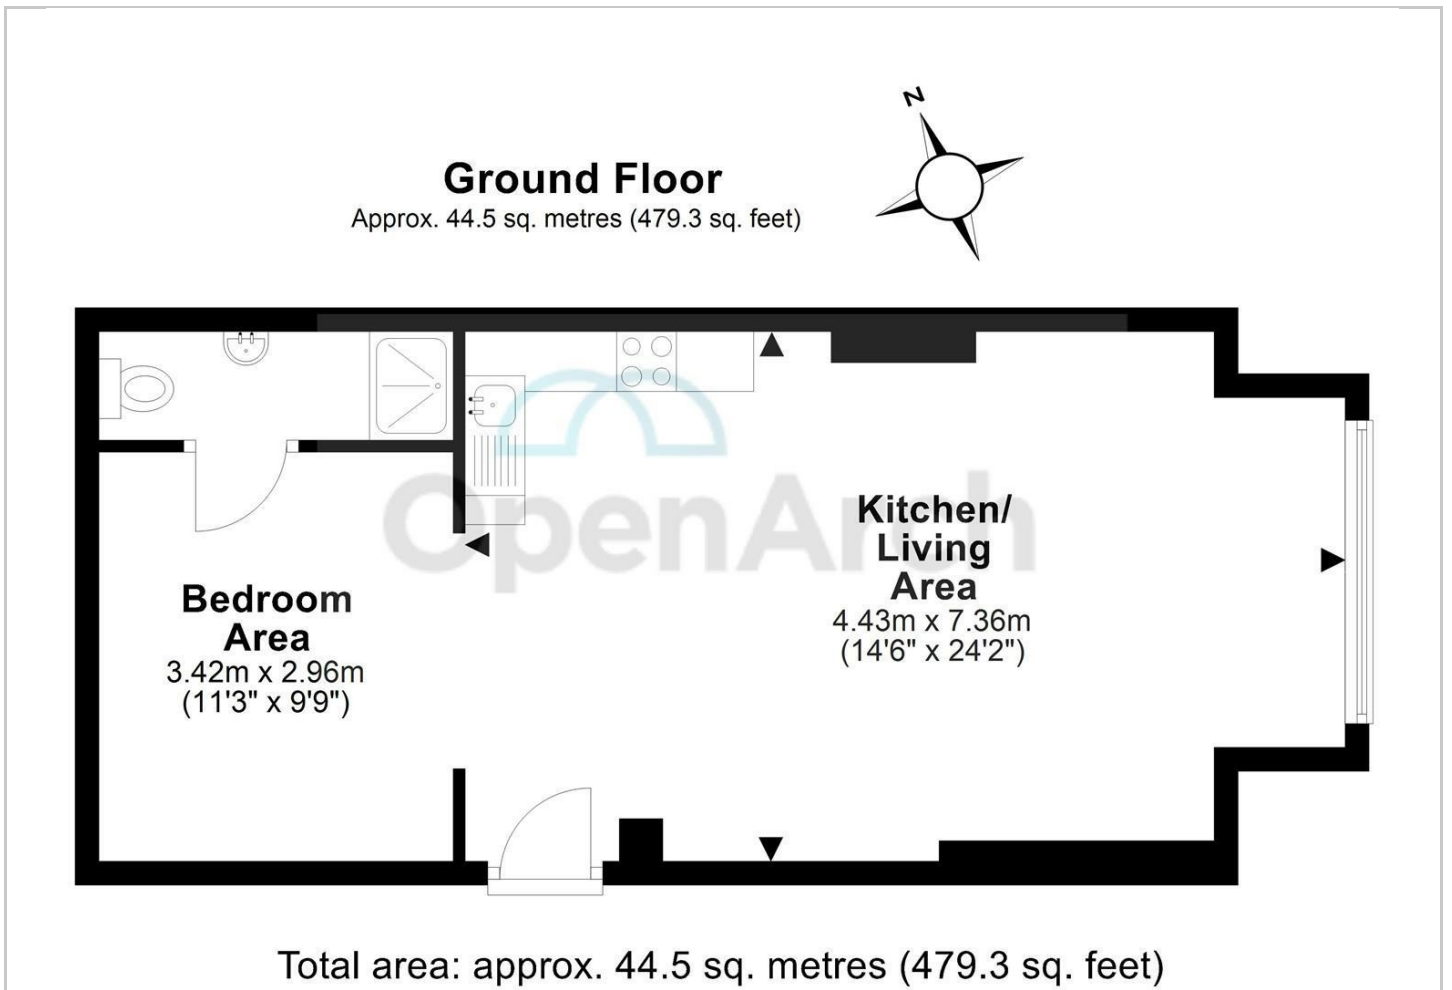 N
Ground Floor
Approx. 44.5 sq. metres (479.3 sq. feet)
OpenArch
Kitchen/
Living
Area
4.43m x 7.36m
(14'6" x 24'2")
Bedroom
Area
3.42m x 2.96m
(11'3" x 9'9")
Total area: approx. 44.5 sq. metres (479.3 sq. feet)